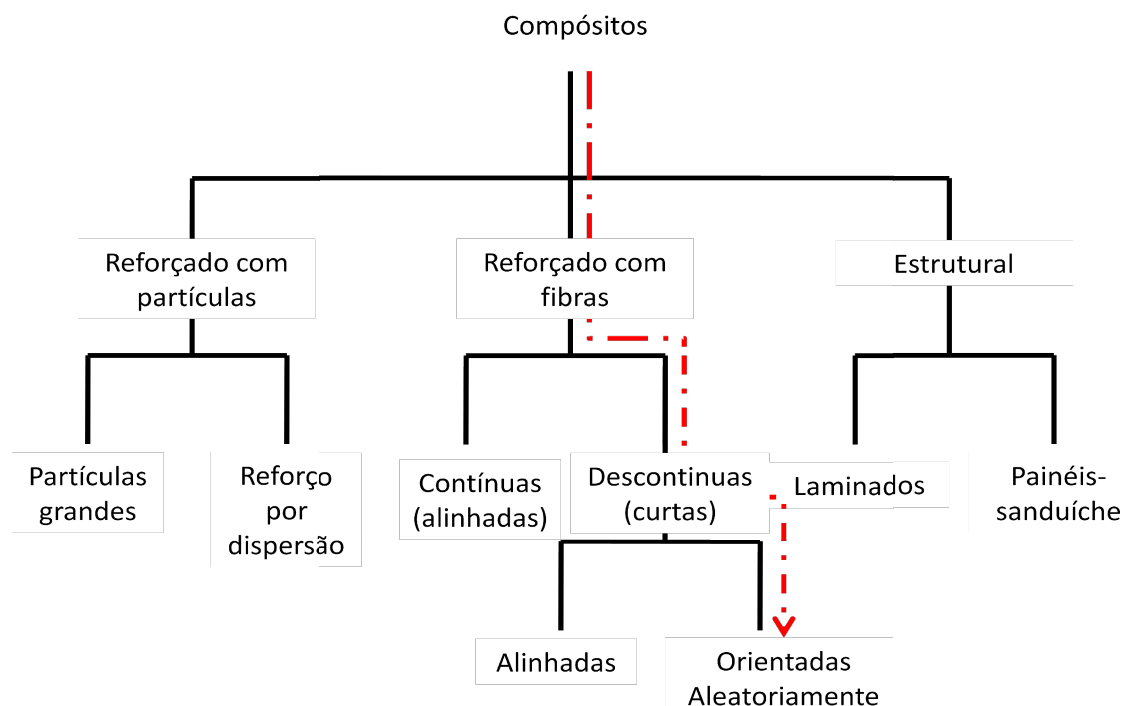 Compósitos
Reforçado com
partículas
Reforçado com
fibras
Estrutural
Partículas
grandes
Reforço
por
dispersão
Contínuas
(alinhadas)
Descontinuas
(curtas)
Laminados
Painéis-
sanduíche
Alinhadas
Orientadas
Aleatoriamente